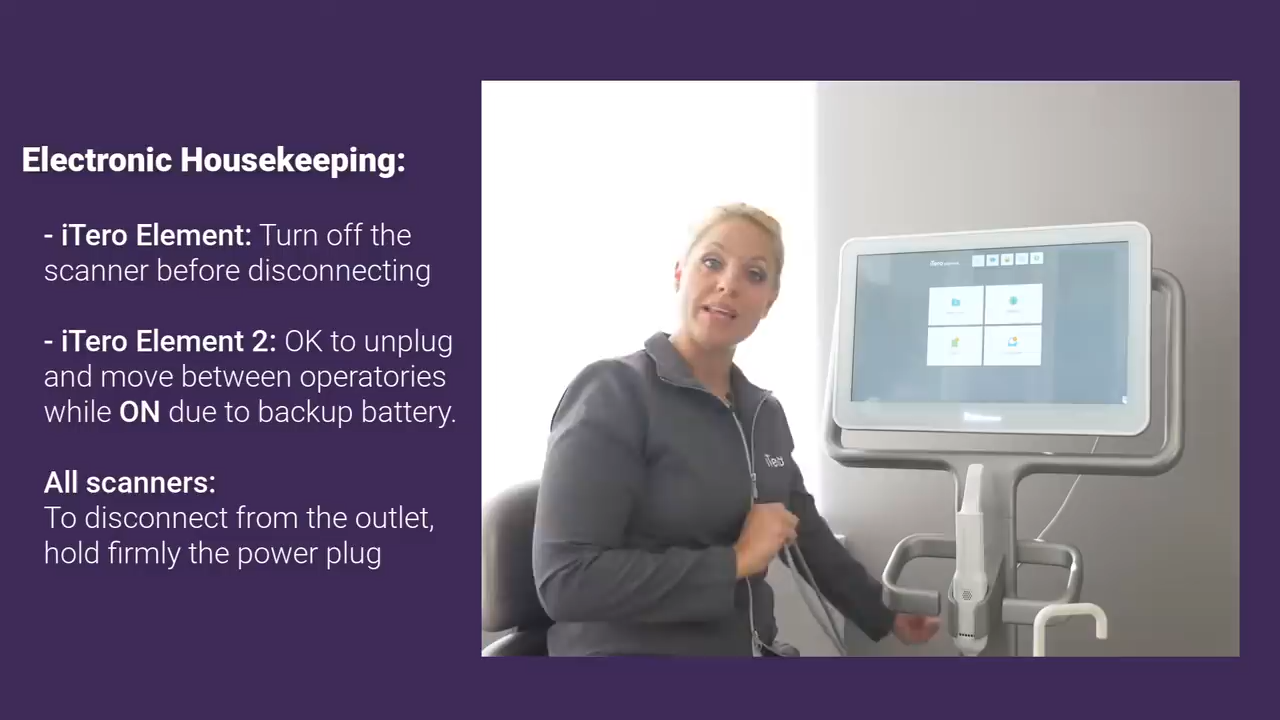 Electronic Housekeeping:
- iTero Element: Turn off the
scanner before disconnecting
- iTero Element 2: OK to unplug
and move between operatories
while ON due to backup battery.
All scanners:
To disconnect from the outlet,
hold firmly the power plug
iTero
iTero